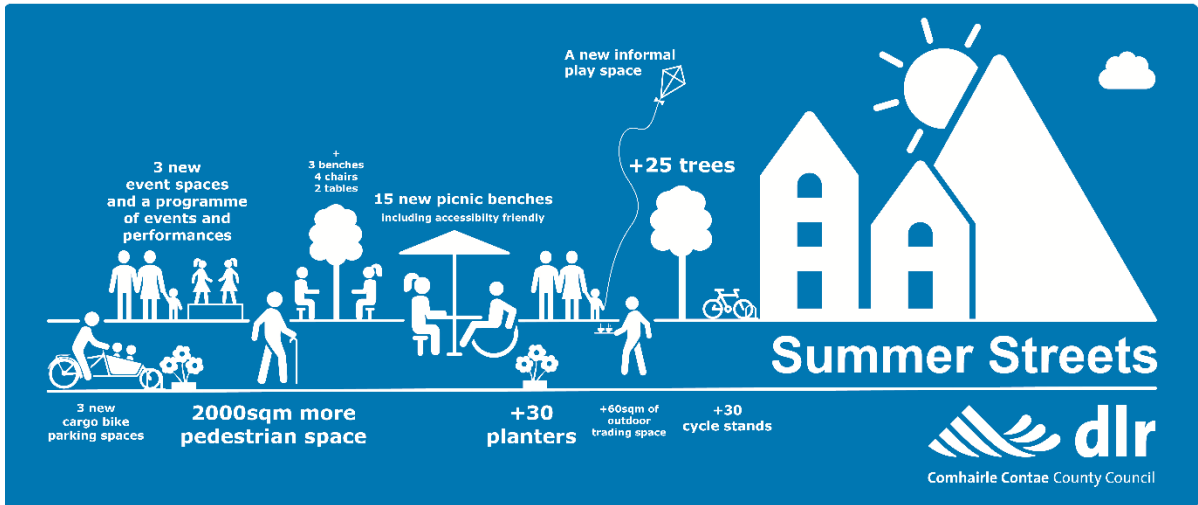 A new informal
play space
+
3 benches
4 chairs
2 tables
3 new
event spaces
and a programme
of events and
performances
+25 trees
15 new picnic benches
including accessibilty friendly
Summer Streets
3 new
cargo bike
parking spaces
2000sqm more
pedestrian space
+30
planters
+60sqm of
outdoor
trading space
+30
cycle stands
dlr
Comhairle Contae County Council